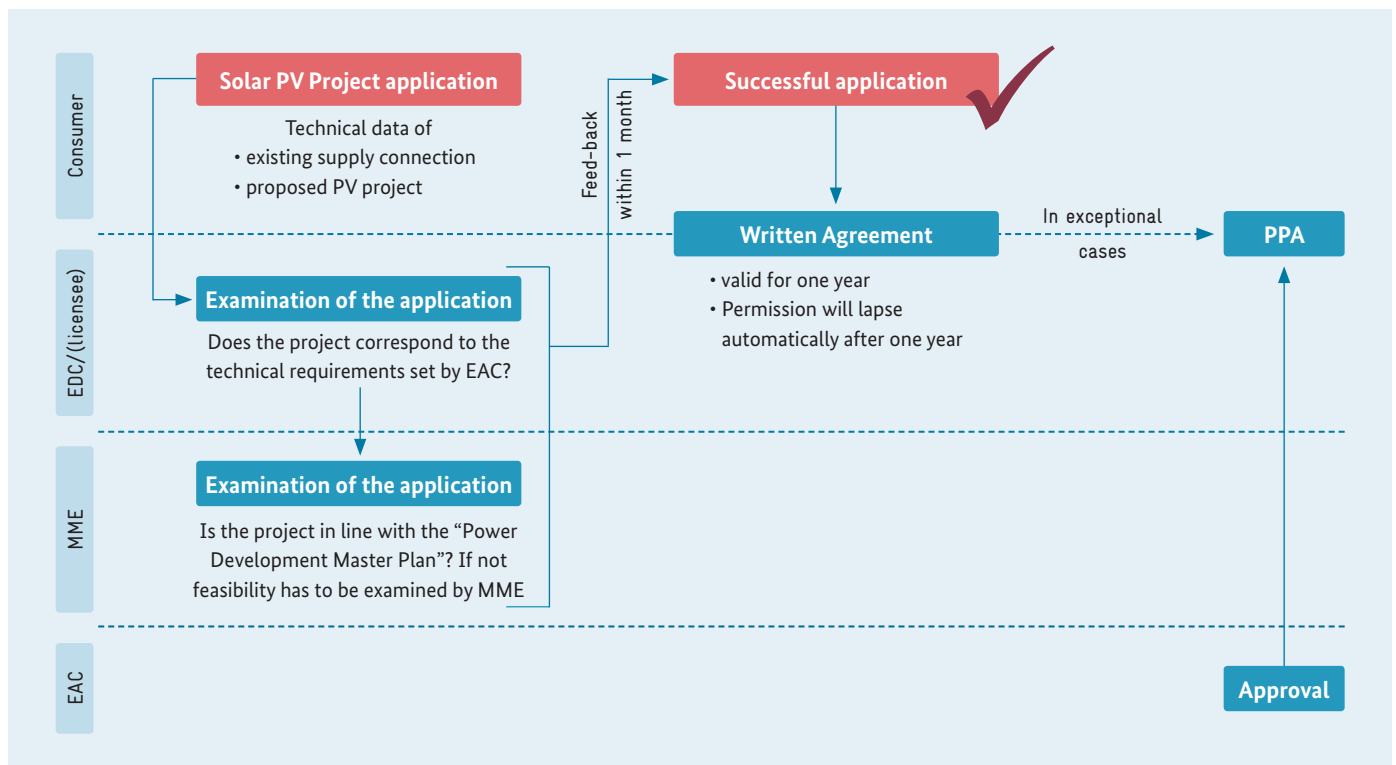 Consumer
Solar PV Project application
Technical data of
• existing supply connection
• proposed PV project
Feed-back
within 1 month
Successful application
Written Agreement
• valid for one year
• Permission will lapse
automatically after one year
In exceptional
cases
PPA
EDC/(licensee)
Examination of the application
Does the project correspond to the
technical requirements set by EAC?
MME
Examination of the application
Is the project in line with the “Power
Development Master Plan”? If not
feasibility has to be examined by MME
EAC
Approval